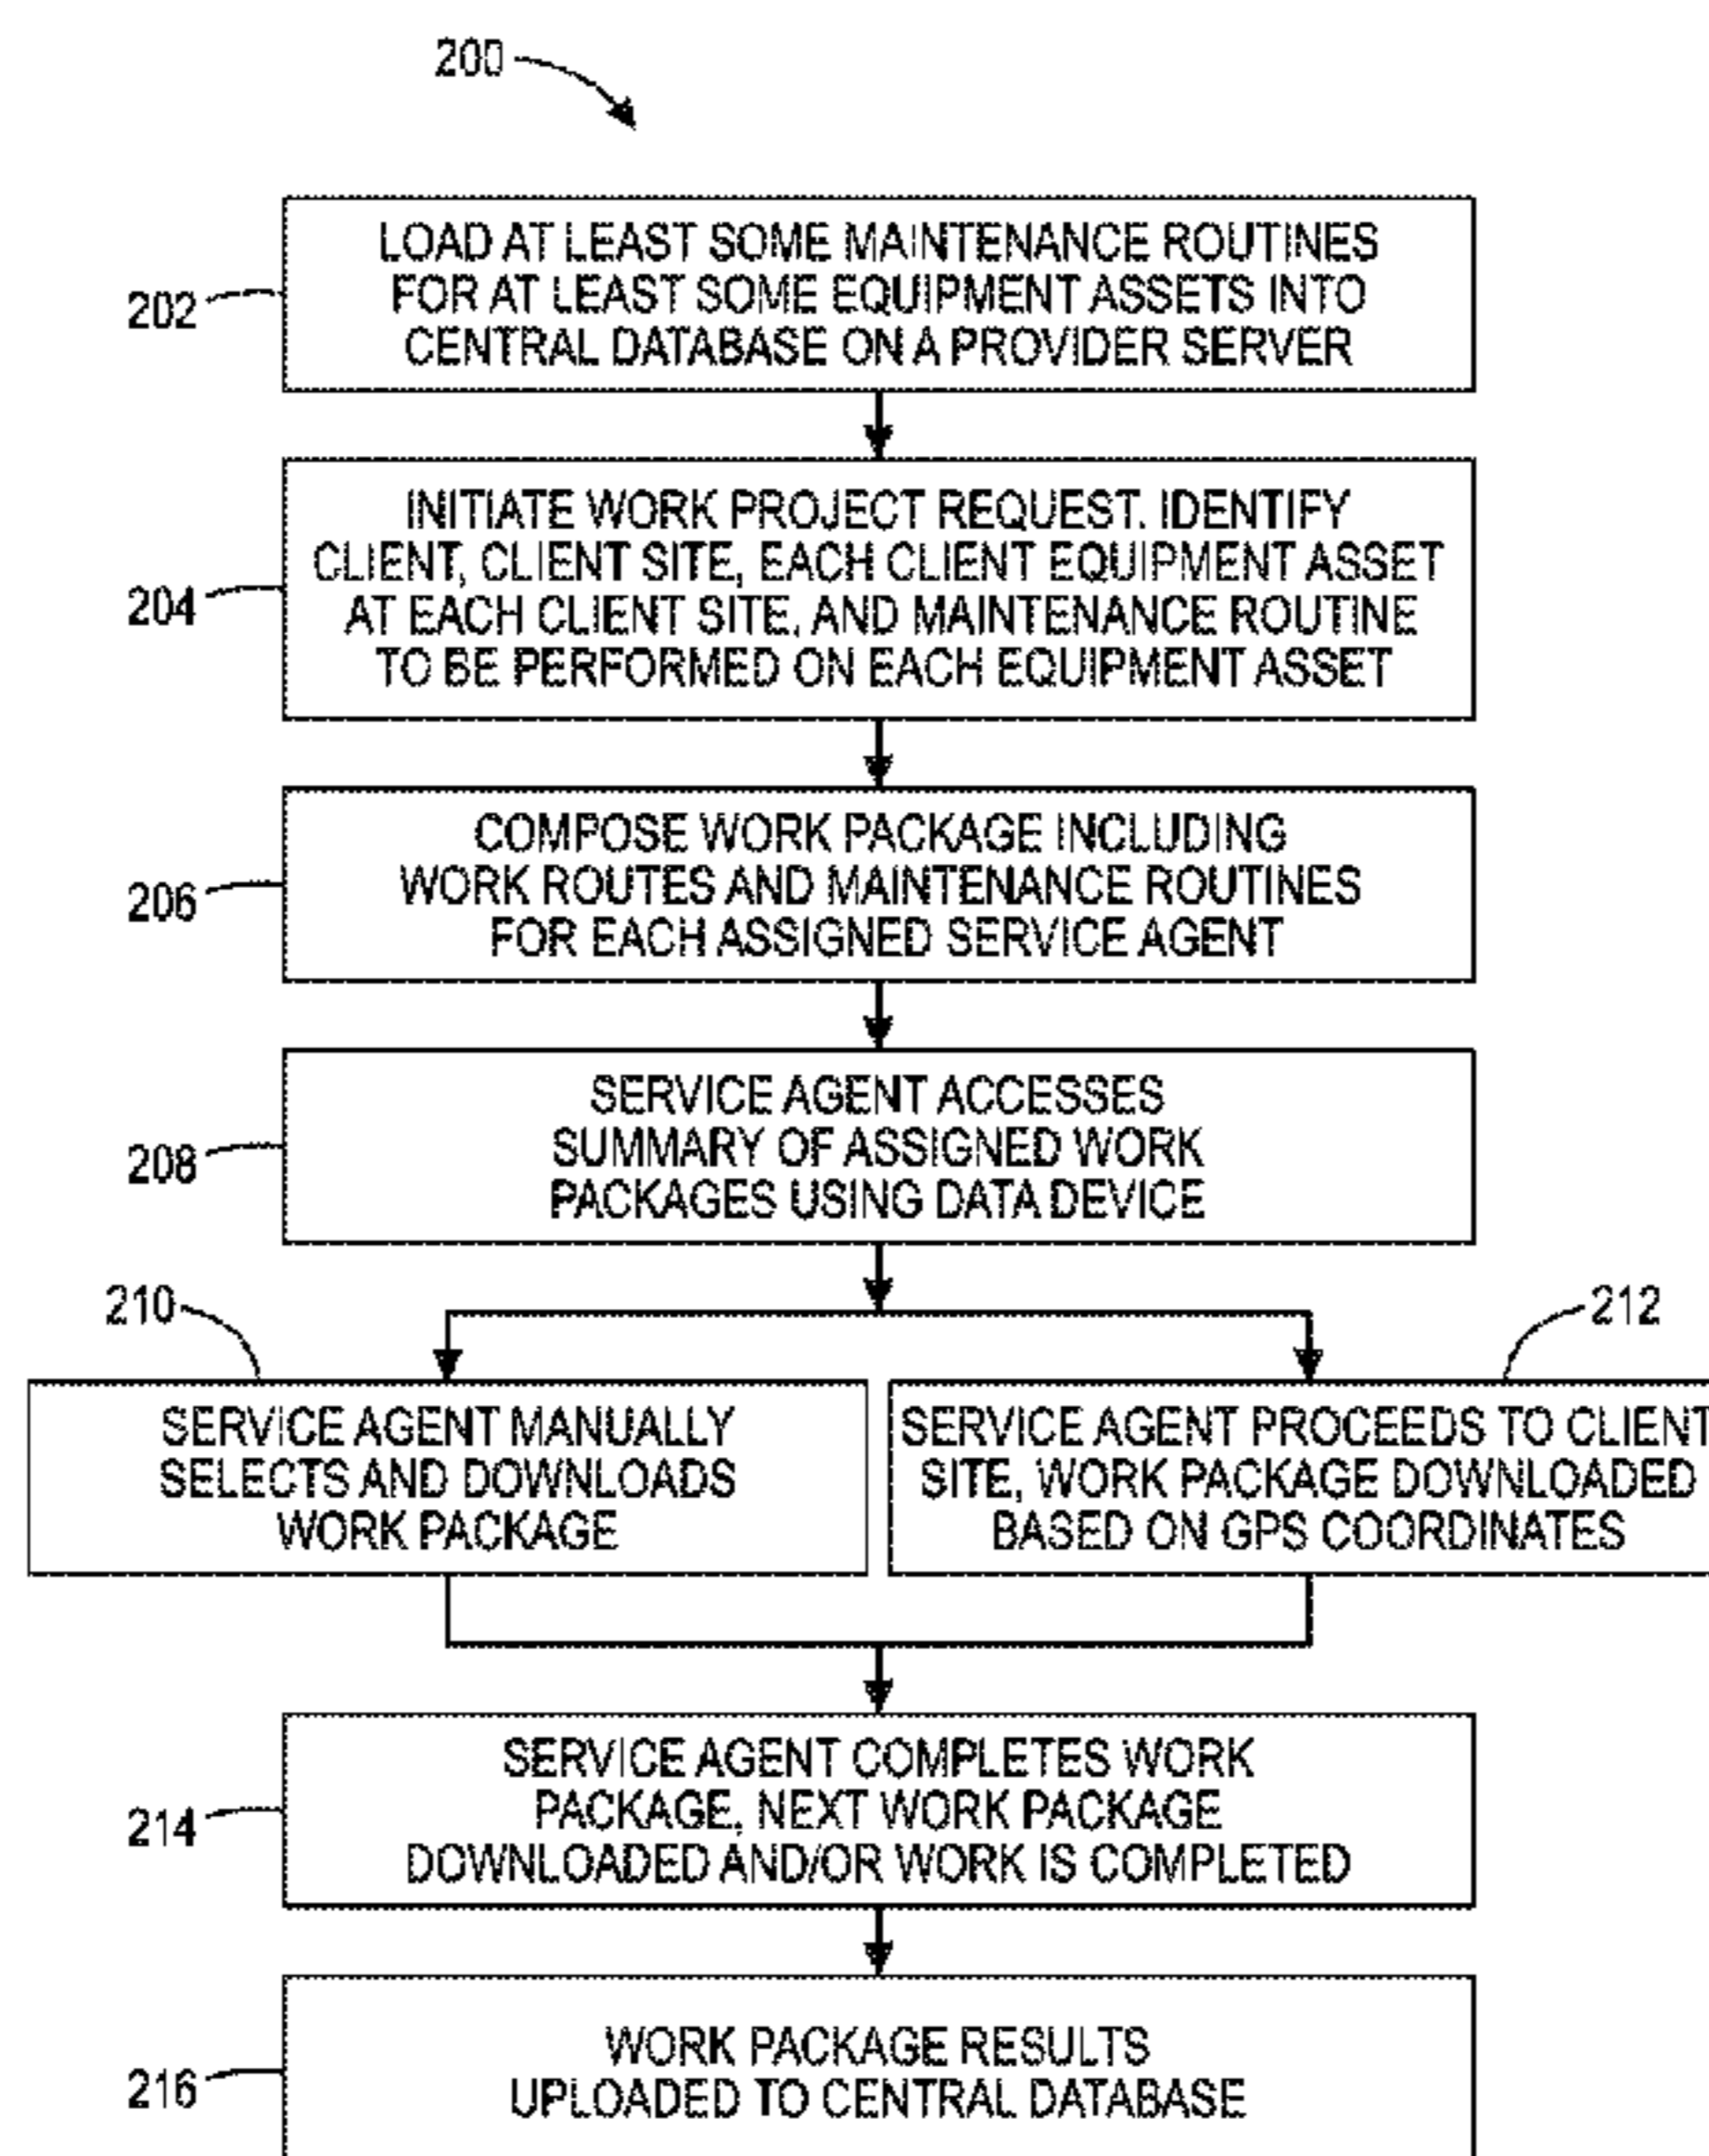 200
202
LOAD AT LEAST SOME MAINTENANCE ROUTINES
FOR AT LEAST SOME EQUIPMENT ASSETS INTO
CENTRAL DATABASE ON A PROVIDER SERVER
204
INITIATE WORK PROJECT REQUEST. IDENTIFY
CLIENT, CLIENT SITE, EACH CLIENT EQUIPMENT ASSET
AT EACH CLIENT SITE, AND MAINTENANCE ROUTINE
TO BE PERFORMED ON EACH EQUIPMENT ASSET
206
COMPOSE WORK PACKAGE INCLUDING
WORK ROUTES AND MAINTENANCE ROUTINES
FOR EACH ASSIGNED SERVICE AGENT
208
SERVICE AGENT ACCESSES
SUMMARY OF ASSIGNED WORK
PACKAGES USING DATA DEVICE
210
SERVICE AGENT MANUALLY
SELECTS AND DOWNLOADS
WORK PACKAGE
212
SERVICE AGENT PROCEEDS TO CLIENT
SITE, WORK PACKAGE DOWNLOADED
BASED ON GPS COORDINATES
214
SERVICE AGENT COMPLETES WORK
PACKAGE, NEXT WORK PACKAGE
DOWNLOADED AND/OR WORK IS COMPLETED
216
WORK PACKAGE RESULTS
UPLOADED TO CENTRAL DATABASE